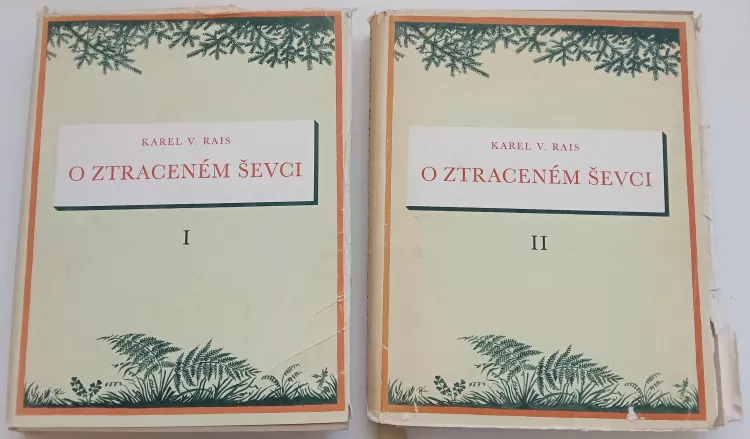 KAREL V. RAIS
O ZTRACENÉM ŠEVCI
I
KAREL V. RAIS
O ZTRACENÉM ŠEVCI
II